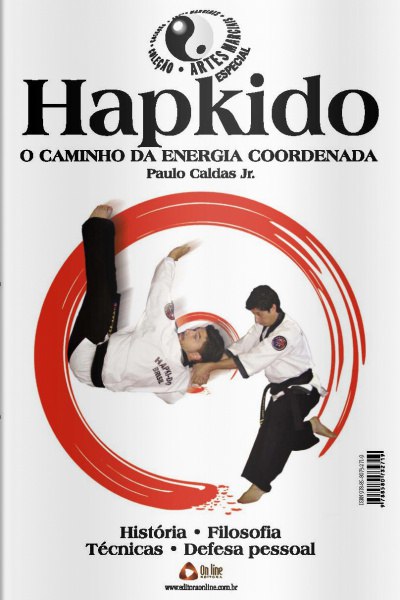 COLEÇÃO • ARTES MARCIAIS
ESPECIAL
Hapkido
O CAMINHO DA ENERGIA COORDENADA
Paulo Caldas Jr.
História • Filosofia
Técnicas • Defesa pessoal
On line
EDITORA
www.editoraonline.com.br